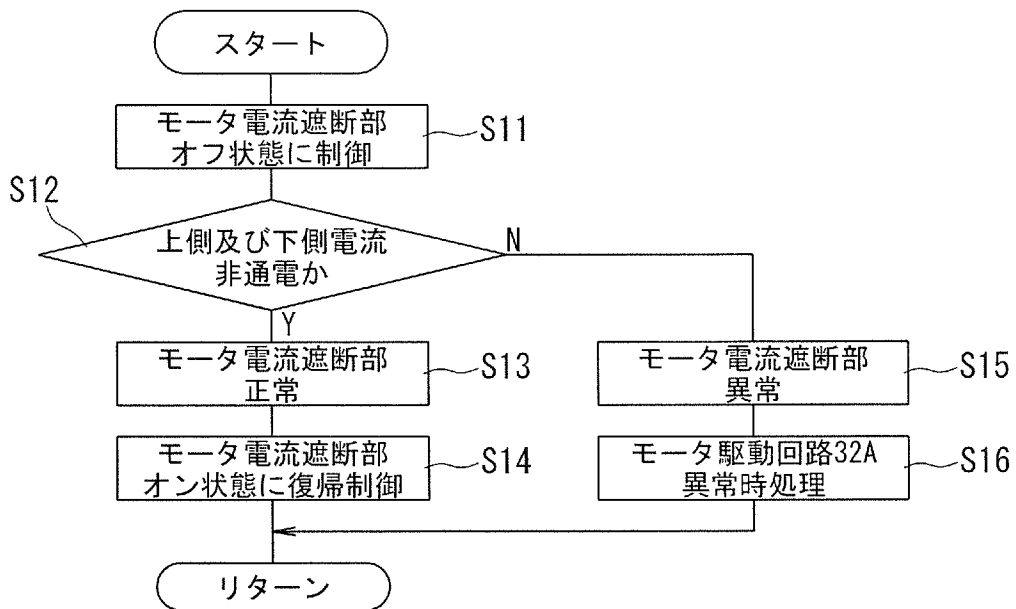 スタート
モータ電流遮断部
オフ状態に制御
S11
S12
上側及び下側電流
非通電か
N
Y
モータ電流遮断部
正常
S13
モータ電流遮断部
異常
S15
モータ電流遮断部
オン状態に復帰制御
S14
モータ駆動回路32A
異常時処理
S16
リターン